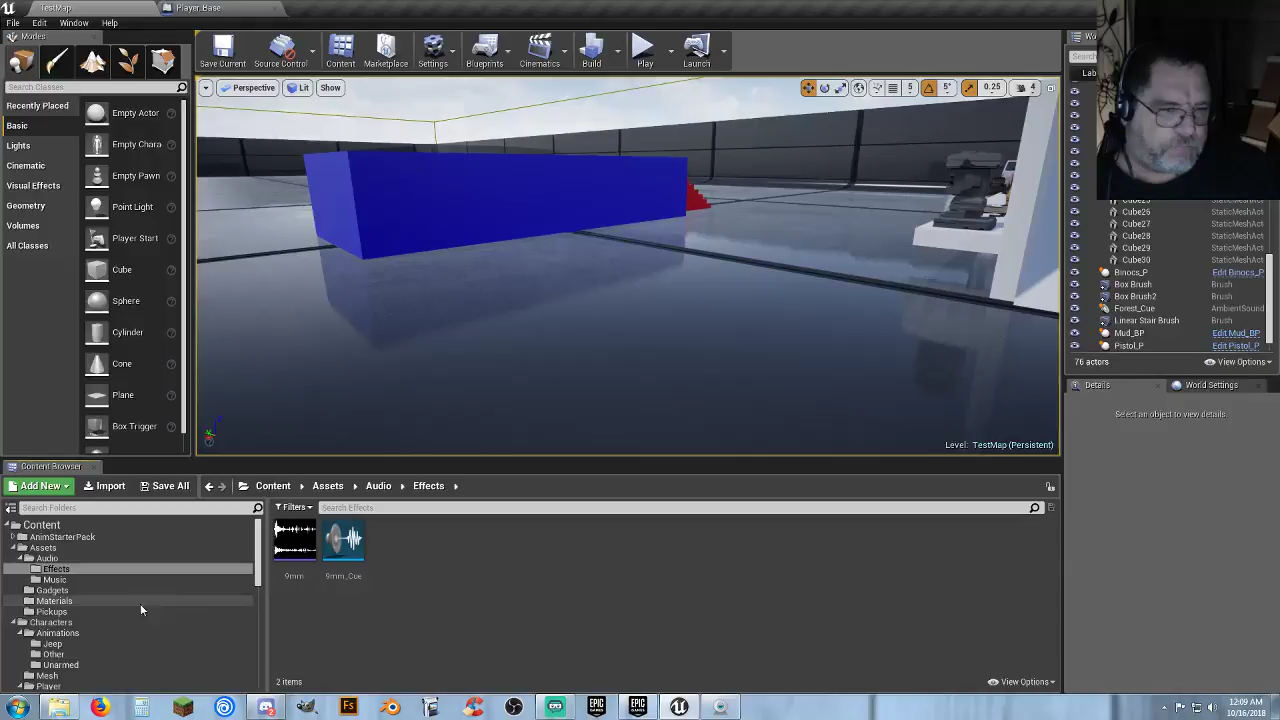 TestMap
Player.Base
File
Edit
Window
Help
Modes
Search Classes
Recently Placed
Basic
Lights
Cinematic
Visual Effects
Geometry
Volumes
All Classes
Empty Actor
Empty Chara
Empty Pawn
Point Light
Player Start
Cube
Sphere
Cylinder
Cone
Plane
Box Trigger
Save Current
Source Control
Content
Marketplace
Settings
Blueprints
Cinematics
Build
Play
Launch
Perspective
Lit
Show
5
5°
0.25
4
Level: TestMap (Persistent)
Cube26 StaticMeshAct
Cube27 StaticMeshAct
Cube28 StaticMeshAct
Cube29 StaticMeshAct
Cube30 StaticMeshAct
Binocs_P Edit Binocs_P
Box Brush Brush
Box Brush2 Brush
Forest_Cue AmbientSound
Linear Stair Brush Brush
Mud_BP Edit Mud_BP
Pistol_P Edit Pistol_P
76 actors
View Options
Details
World Settings
Select an object to view details.
Content Browser
Add New
Import
Save All
Content
Assets
Audio
Effects
Search Folders
Filters
Search Effects
Content
AnimStarterPack
Assets
Audio
Effects
Music
Gadgets
Materials
Pickups
Characters
Animations
Jeep
Other
Unarmed
Mesh
Player
9mm
9mm_Cue
2 items
View Options
12:09 AM
10/16/2018